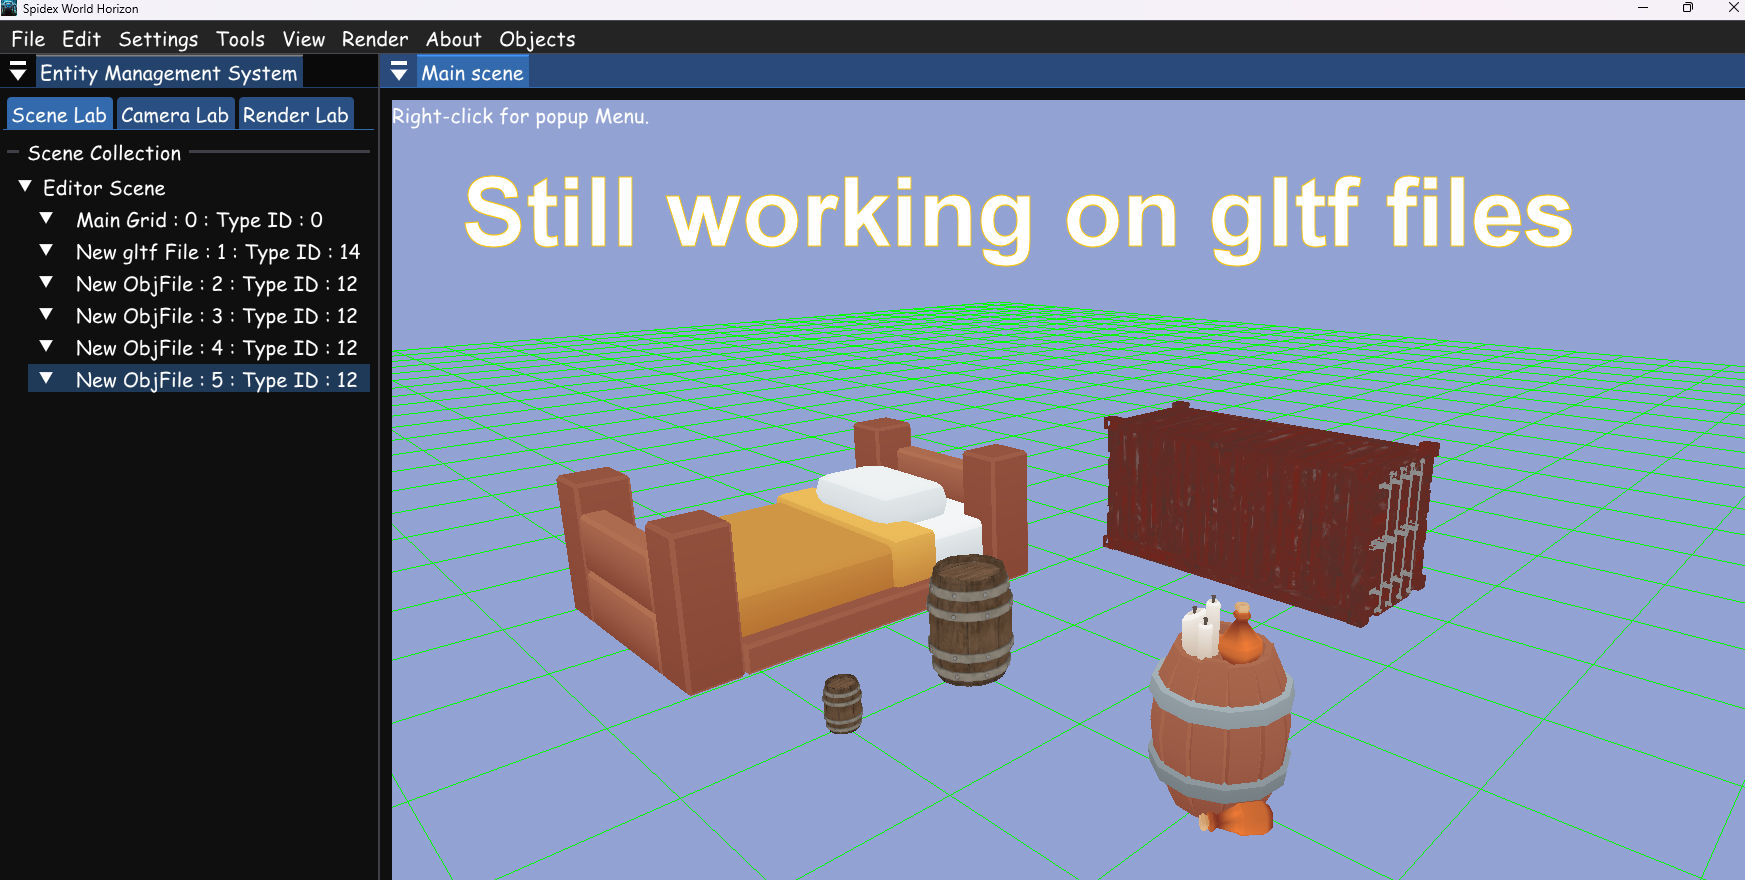 Spidex World Horizon
File Edit Settings Tools View Render About Objects
Entity Management System
Main scene
Scene Lab Camera Lab Render Lab
Right-click for popup Menu.
Scene Collection
Editor Scene
Main Grid : 0 : Type ID : 0
New gltf File : 1 : Type ID : 14
New ObjFile : 2 : Type ID : 12
New ObjFile : 3 : Type ID : 12
New ObjFile : 4 : Type ID : 12
New ObjFile : 5 : Type ID : 12
Still working on gltf files